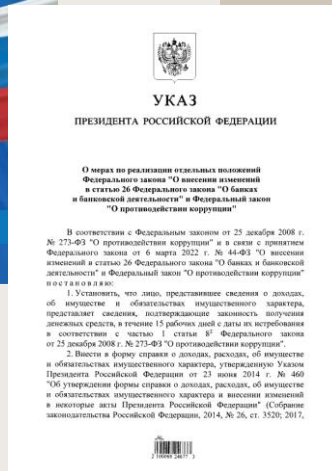 УКАЗ
ПРЕЗИДЕНТА РОССИЙСКОЙ ФЕДЕРАЦИИ
О мерах по реализации отдельных положений
Федерального закона "О внесении изменений
в статью 26 Федерального закона "О банках
и банковской деятельности" и Федеральный закон
"О противодействии коррупции"
В соответствии с Федеральным законом от 25 декабря 2008 г.
№ 273-ФЗ "О противодействии коррупции" и в связи с принятием
Федерального закона от 6 марта 2022 г. № 44-ФЗ "О внесении
изменений в статью 26 Федерального закона "О банках и банковской
деятельности" и Федеральный закон "О противодействии коррупции"
постановляю:
1. Установить, что лицо, представившее сведения о доходах,
об имуществе и обязательствах имущественного характера,
представляет сведения, подтверждающие законность получения
денежных средств, в течение 15 рабочих дней с даты их истребования
в соответствии с частью 1 статьи 8² Федерального закона
от 25 декабря 2008 г. № 273-ФЗ "О противодействии коррупции".
2. Внести в форму справки о доходах, расходах, об имуществе
и обязательствах имущественного характера, утвержденную Указом
Президента Российской Федерации от 23 июня 2014 г. № 460
"Об утверждении формы справки о доходах, расходах, об имуществе
и обязательствах имущественного характера и внесении изменений
в некоторые акты Президента Российской Федерации" (Собрание
законодательства Российской Федерации, 2014, № 26, ст. 3520; 2017,